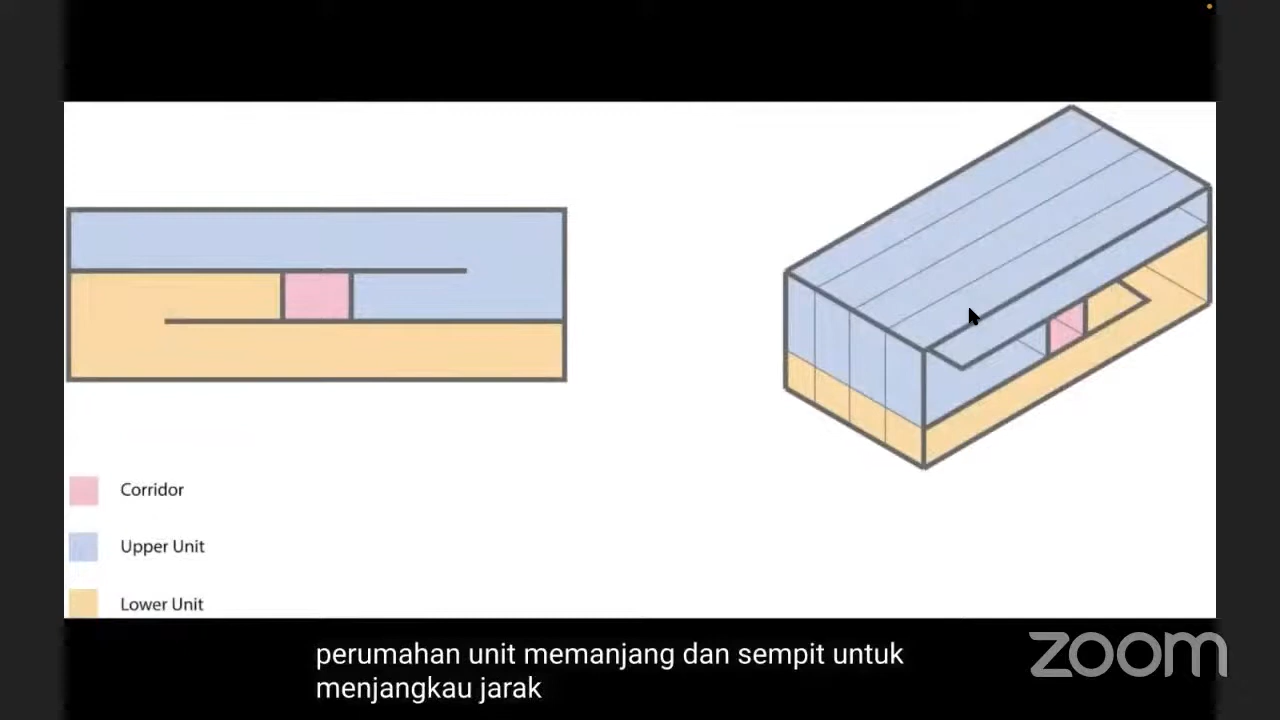 Corridor
Upper Unit
Lower Unit
perumahan unit memanjang dan sempit untuk
menjangkau jarak
zoom